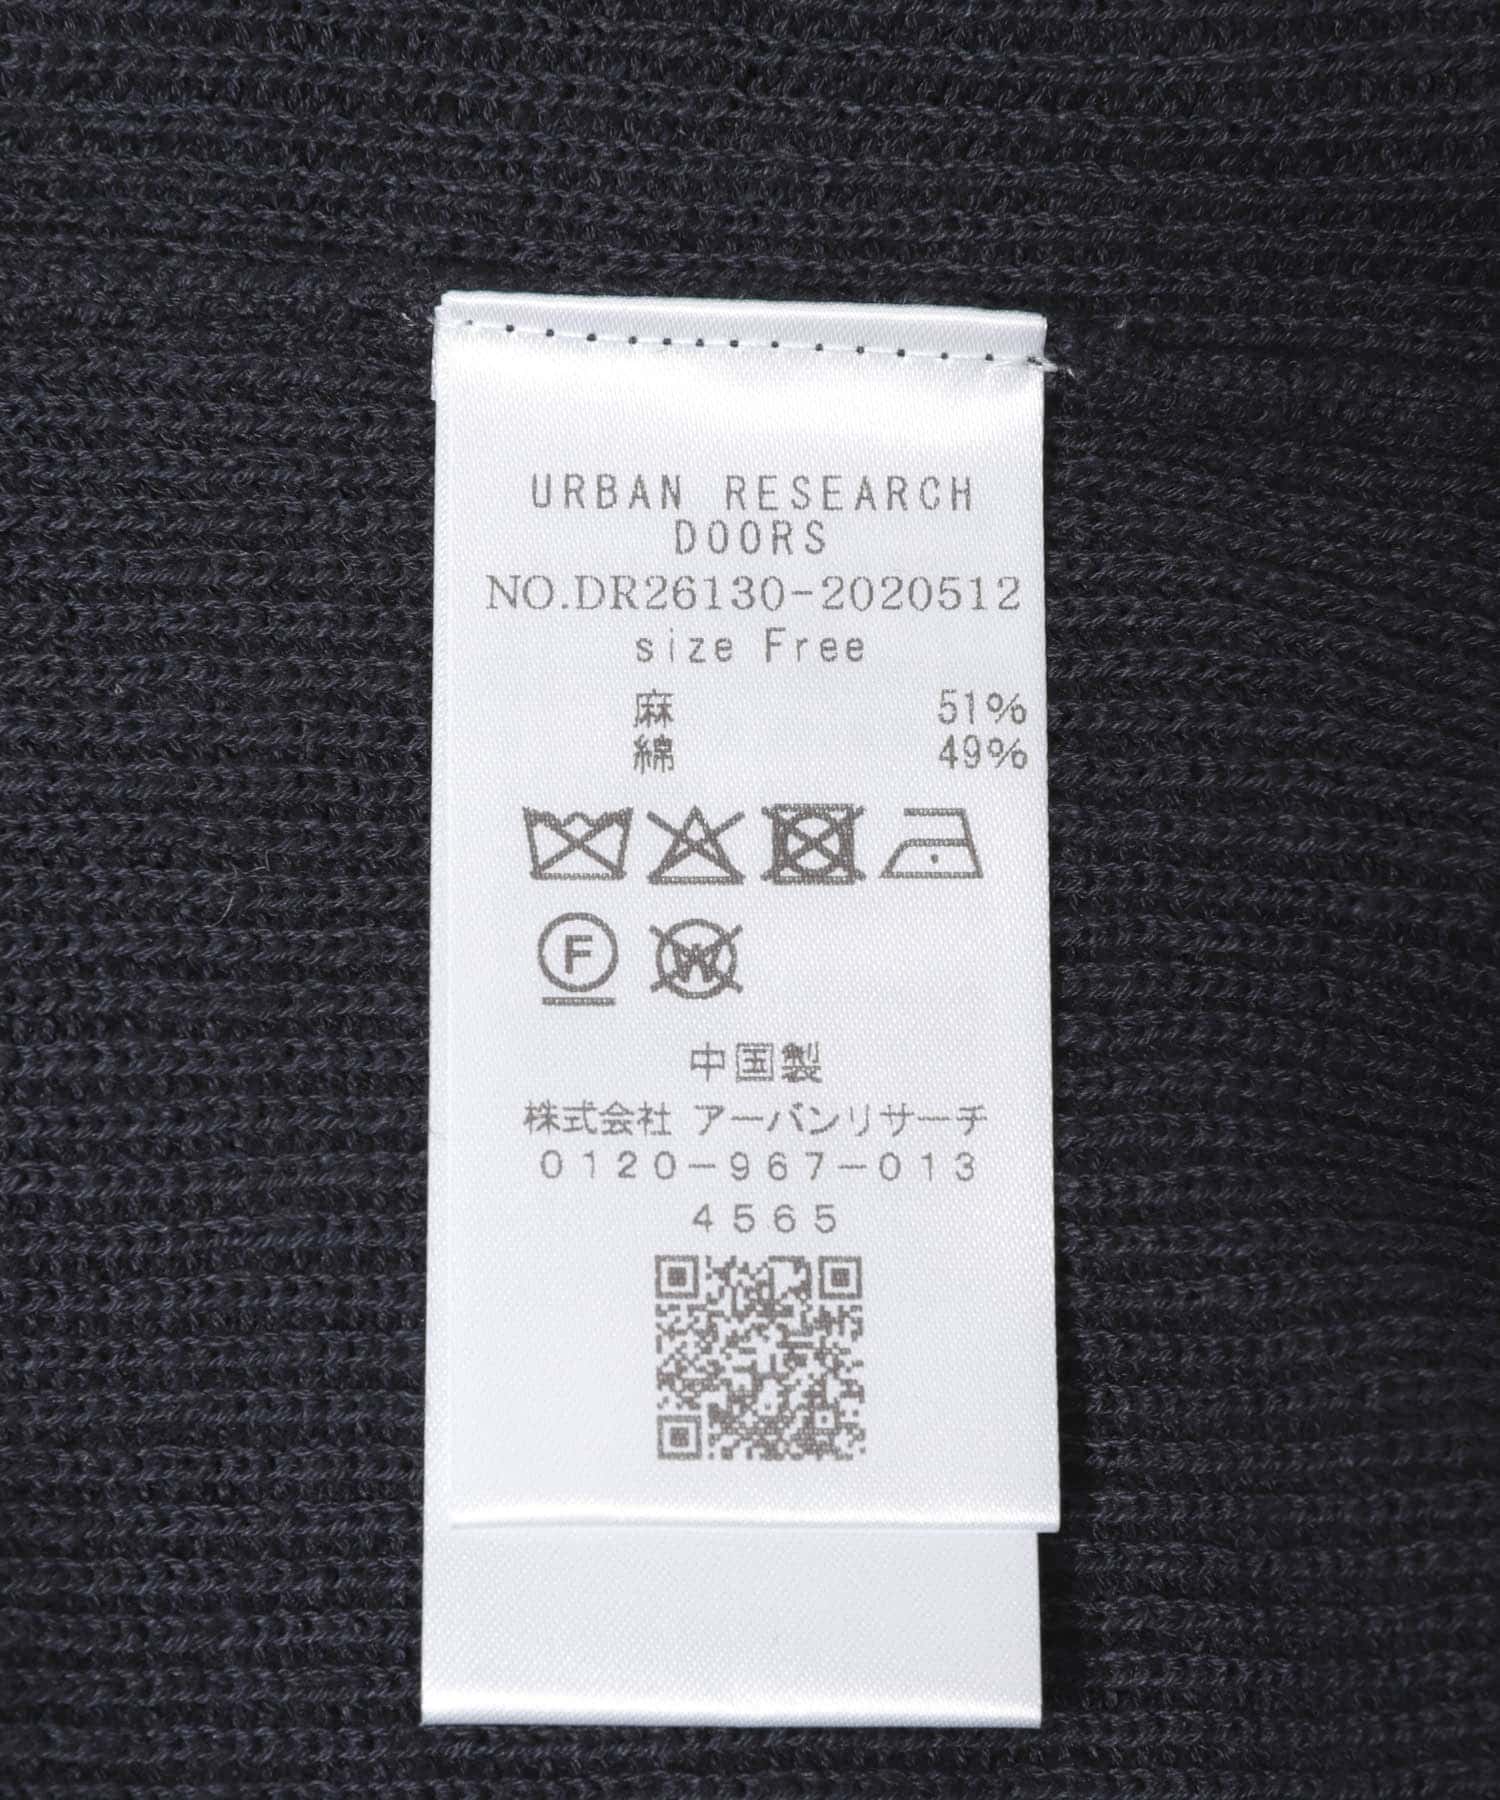 URBAN RESEARCH
DOORS
NO.DR26130-2020512
size Free
麻 51%
綿 49%
F W
中国製
株式会社 アーバンリサーチ
0120-967-013
4565